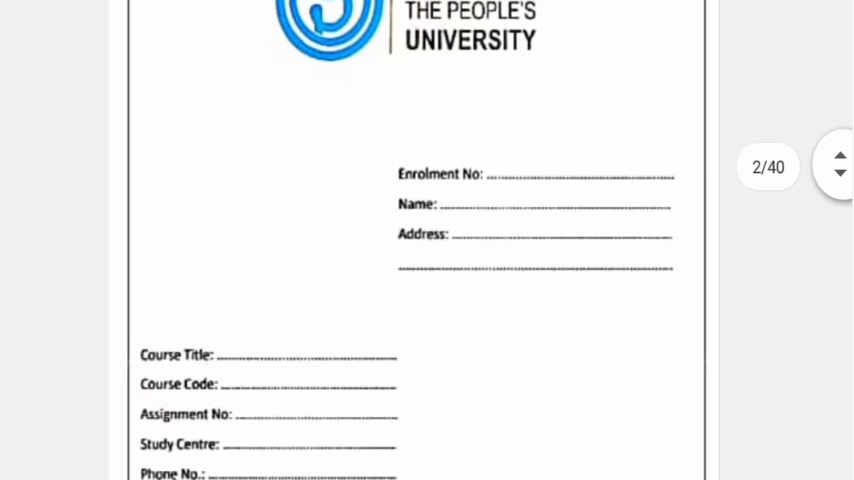 THE PEOPLE'S
UNIVERSITY
2/40
Enrolment No: ........................................
Name: ........................................
Address: ........................................
........................................
Course Title: ........................................
Course Code: ........................................
Assignment No: ........................................
Study Centre: ........................................
Phone No.: ........................................